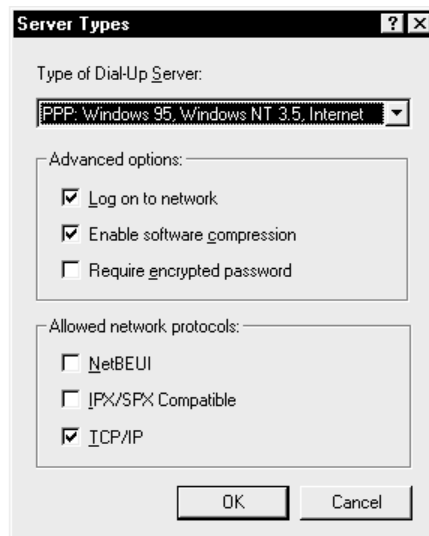 Server Types
Type of Dial-Up Server:
PPP: Windows 95, Windows NT 3.5, Internet
Advanced options:
Log on to network
Enable software compression
Require encrypted password
Allowed network protocols:
NetBEUI
IPX/SPX Compatible
TCP/IP
OK Cancel